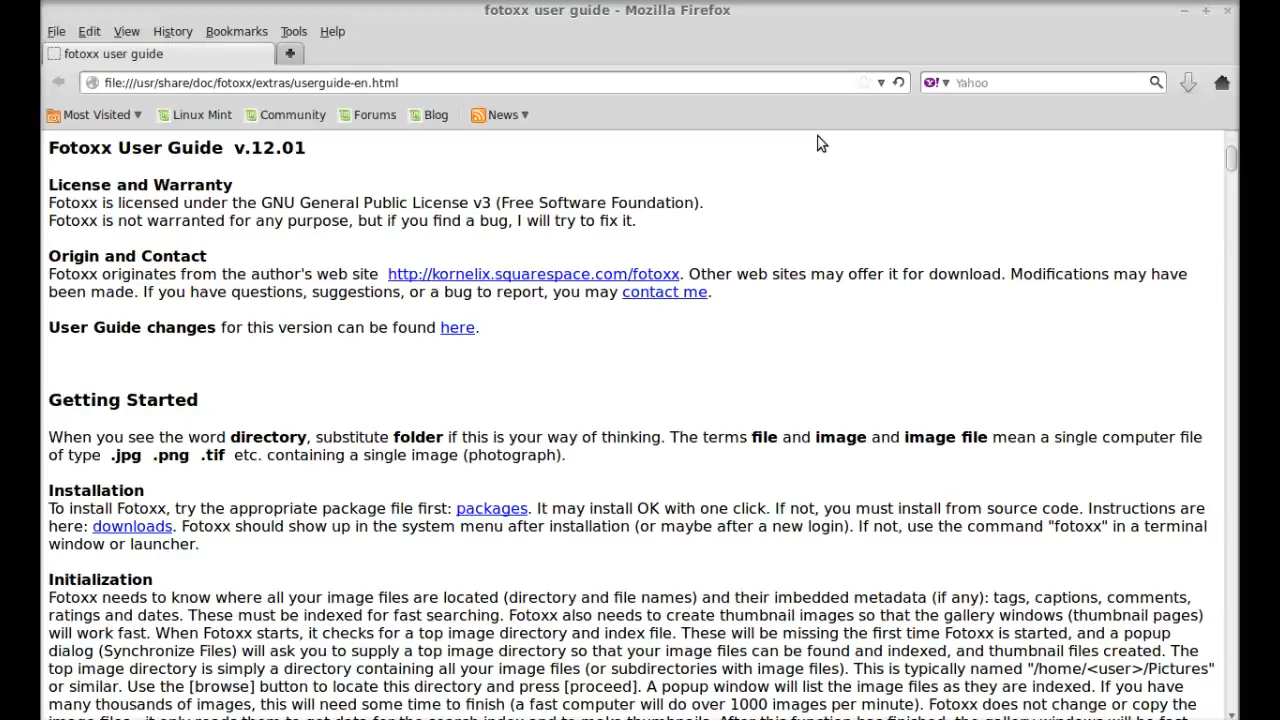 fotoxx user guide - Mozilla Firefox
File Edit View History Bookmarks Tools Help
fotoxx user guide
file:///usr/share/doc/fotoxx/extras/userguide-en.html Yahoo
Most Visited Linux Mint Community Forums Blog News
Fotoxx User Guide v.12.01
License and Warranty
Fotoxx is licensed under the GNU General Public License v3 (Free Software Foundation).
Fotoxx is not warranted for any purpose, but if you find a bug, I will try to fix it.
Origin and Contact
Fotoxx originates from the author's web site http://kornelix.squarespace.com/fotoxx. Other web sites may offer it for download. Modifications may have
been made. If you have questions, suggestions, or a bug to report, you may contact me.
User Guide changes for this version can be found here.
Getting Started
When you see the word directory, substitute folder if this is your way of thinking. The terms file and image and image file mean a single computer file
of type .jpg .png .tif etc. containing a single image (photograph).
Installation
To install Fotoxx, try the appropriate package file first: packages. It may install OK with one click. If not, you must install from source code. Instructions are
here: downloads. Fotoxx should show up in the system menu after installation (or maybe after a new login). If not, use the command "fotoxx" in a terminal
window or launcher.
Initialization
Fotoxx needs to know where all your image files are located (directory and file names) and their imbedded metadata (if any): tags, captions, comments,
ratings and dates. These must be indexed for fast searching. Fotoxx also needs to create thumbnail images so that the gallery windows (thumbnail pages)
will work fast. When Fotoxx starts, it checks for a top image directory and index file. These will be missing the first time Fotoxx is started, and a popup
dialog (Synchronize Files) will ask you to supply a top image directory so that your image files can be found and indexed, and thumbnail files created. The
top image directory is simply a directory containing all your image files (or subdirectories with image files). This is typically named "/home/<user>/Pictures"
or similar. Use the [browse] button to locate this directory and press [proceed]. A popup window will list the image files as they are indexed. If you have
many thousands of images, this will need some time to finish (a fast computer will do over 1000 images per minute). Fotoxx does not change or copy the